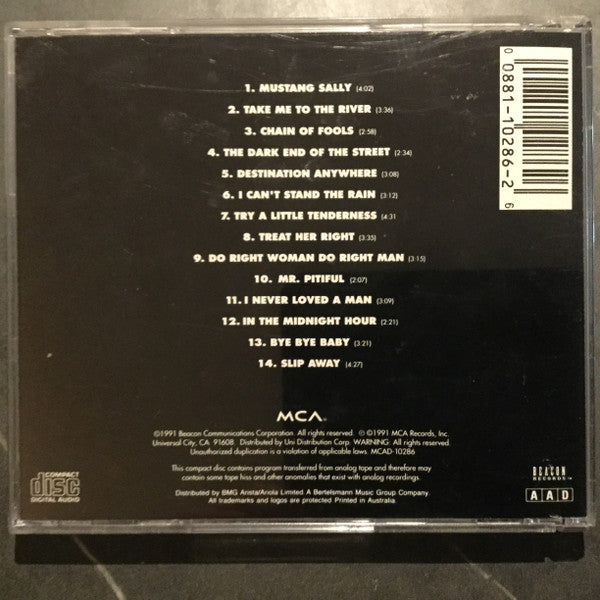 1. MUSTANG SALLY (4:02)
2. TAKE ME TO THE RIVER (3:36)
3. CHAIN OF FOOLS (2:58)
4. THE DARK END OF THE STREET (2:34)
5. DESTINATION ANYWHERE (3:08)
6. I CAN'T STAND THE RAIN (3:12)
7. TRY A LITTLE TENDERNESS (4:31
8. TREAT HER RIGHT (3:35)
9. DO RIGHT WOMAN DO RIGHT MAN (3:15)
10. MR. PITIFUL (2:07)
11. I NEVER LOVED A MAN (3:09)
12. IN THE MIDNIGHT HOUR (2:21)
13. BYE BYE BABY (3:21)
14. SLIP AWAY (4:27)
0 0881-10286-2 6
MCA
©1991 Beacon Communications Corporation. All rights reserved. ℗ ©1991 MCA Records, Inc.
Universal City, CA 91608. Distributed by Uni Distribution Corp. WARNING: All rights reserved.
Unauthorized duplication is a violation of applicable laws. MCAD-10286
This compact disc contains program transferred from analog tape and therefore may
contain some tape hiss and other anomalies that exist with analog recordings.
Distributed by BMG Arista/Ariola Limited. A Bertelsmann Music Group Company.
All trademarks and logos are protected Printed in Australia.
COMPACT
disc
DIGITAL AUDIO
BEACON
RECORDS™
A A D